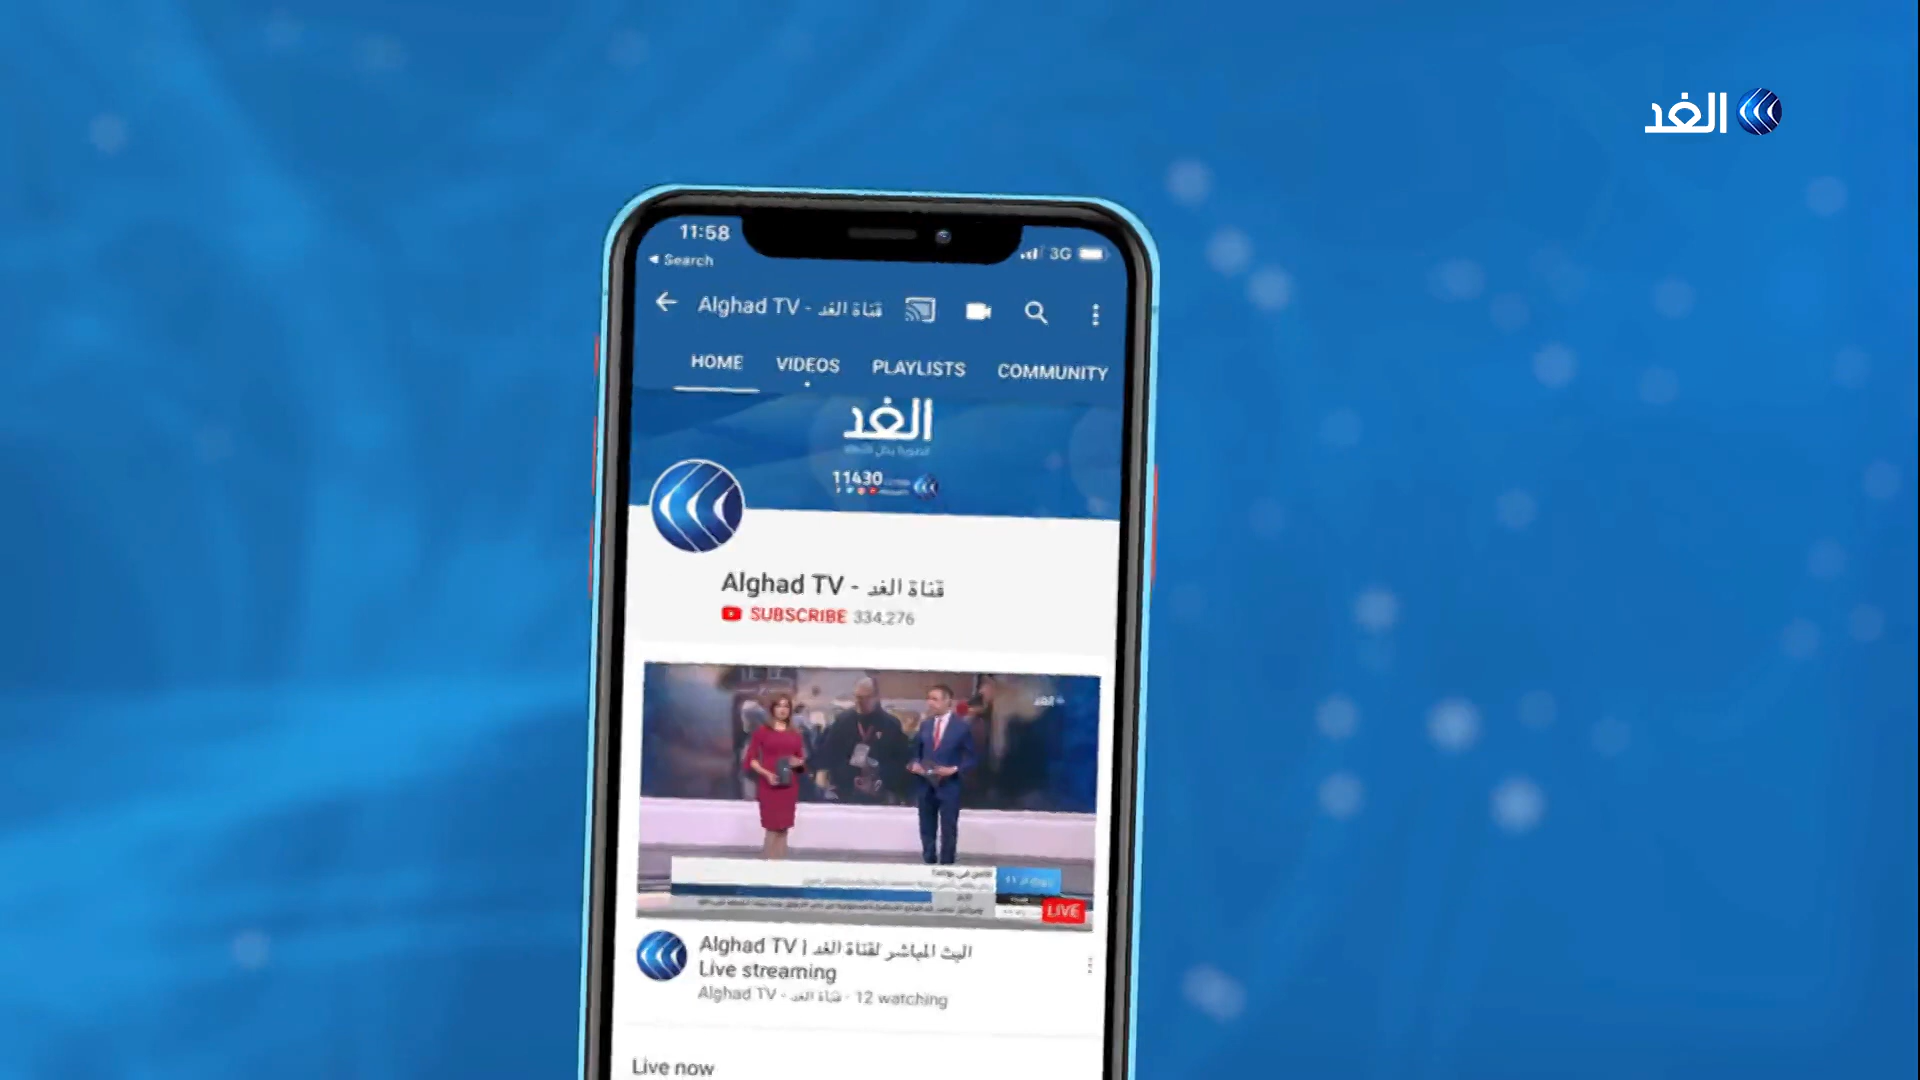 الغد
11:58
3G
Search
Alghad TV - قناة الغد
HOME VIDEOS PLAYLISTS COMMUNITY
الغد
11430
Alghad TV - قناة الغد
SUBSCRIBE 334,276
الغد
LIVE
Alghad TV | البث المباشر لقناة الغد
Live streaming
Alghad TV - قناة الغد · 12 watching
Live now